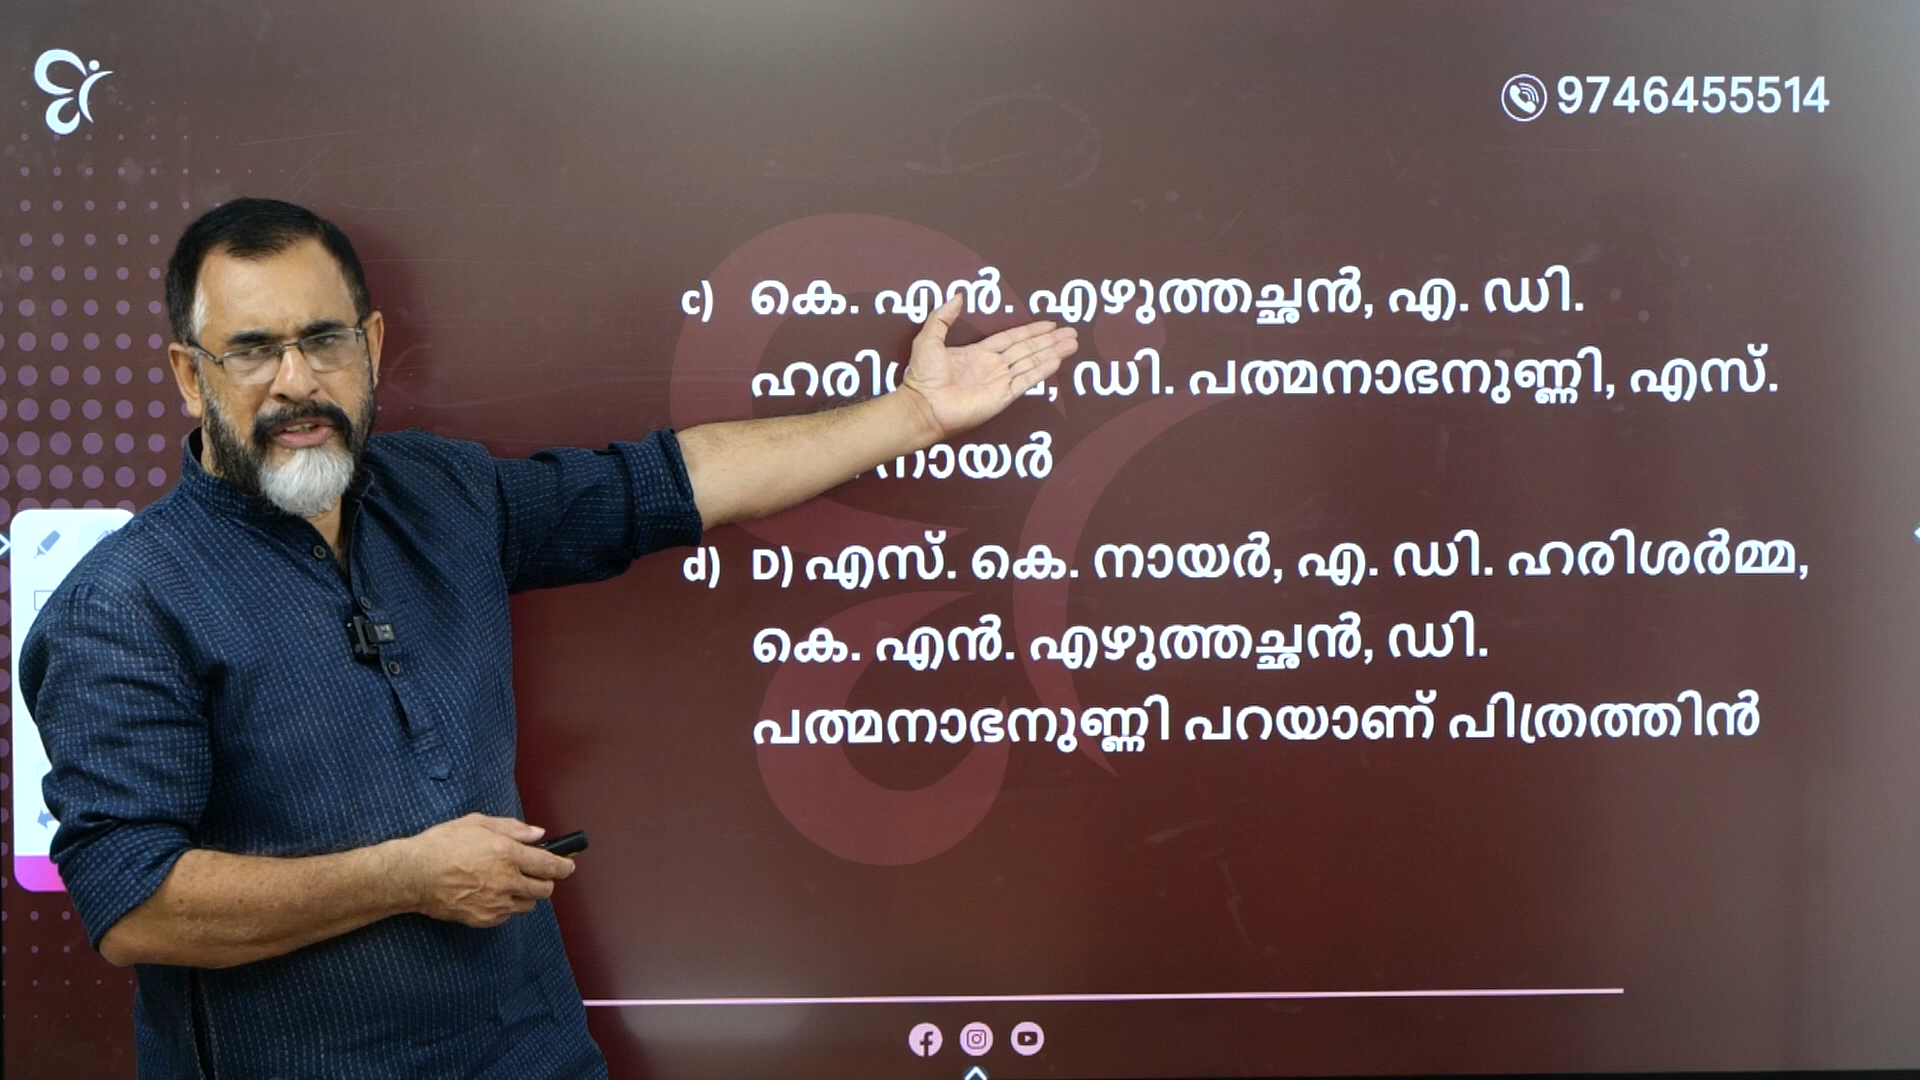 9746455514
c) കെ. എൻ. എഴുത്തച്ഛൻ, എ. ഡി.
ഡി. പത്മനാഭനുണ്ണി, എസ്.
നായർ
d) D) എസ്. കെ. നായർ, എ. ഡി. ഹരിശർമ്മ,
കെ. എൻ. എഴുത്തച്ഛൻ, ഡി.
പത്മനാഭനുണ്ണി പറയാണ് പിത്രത്തിൻ